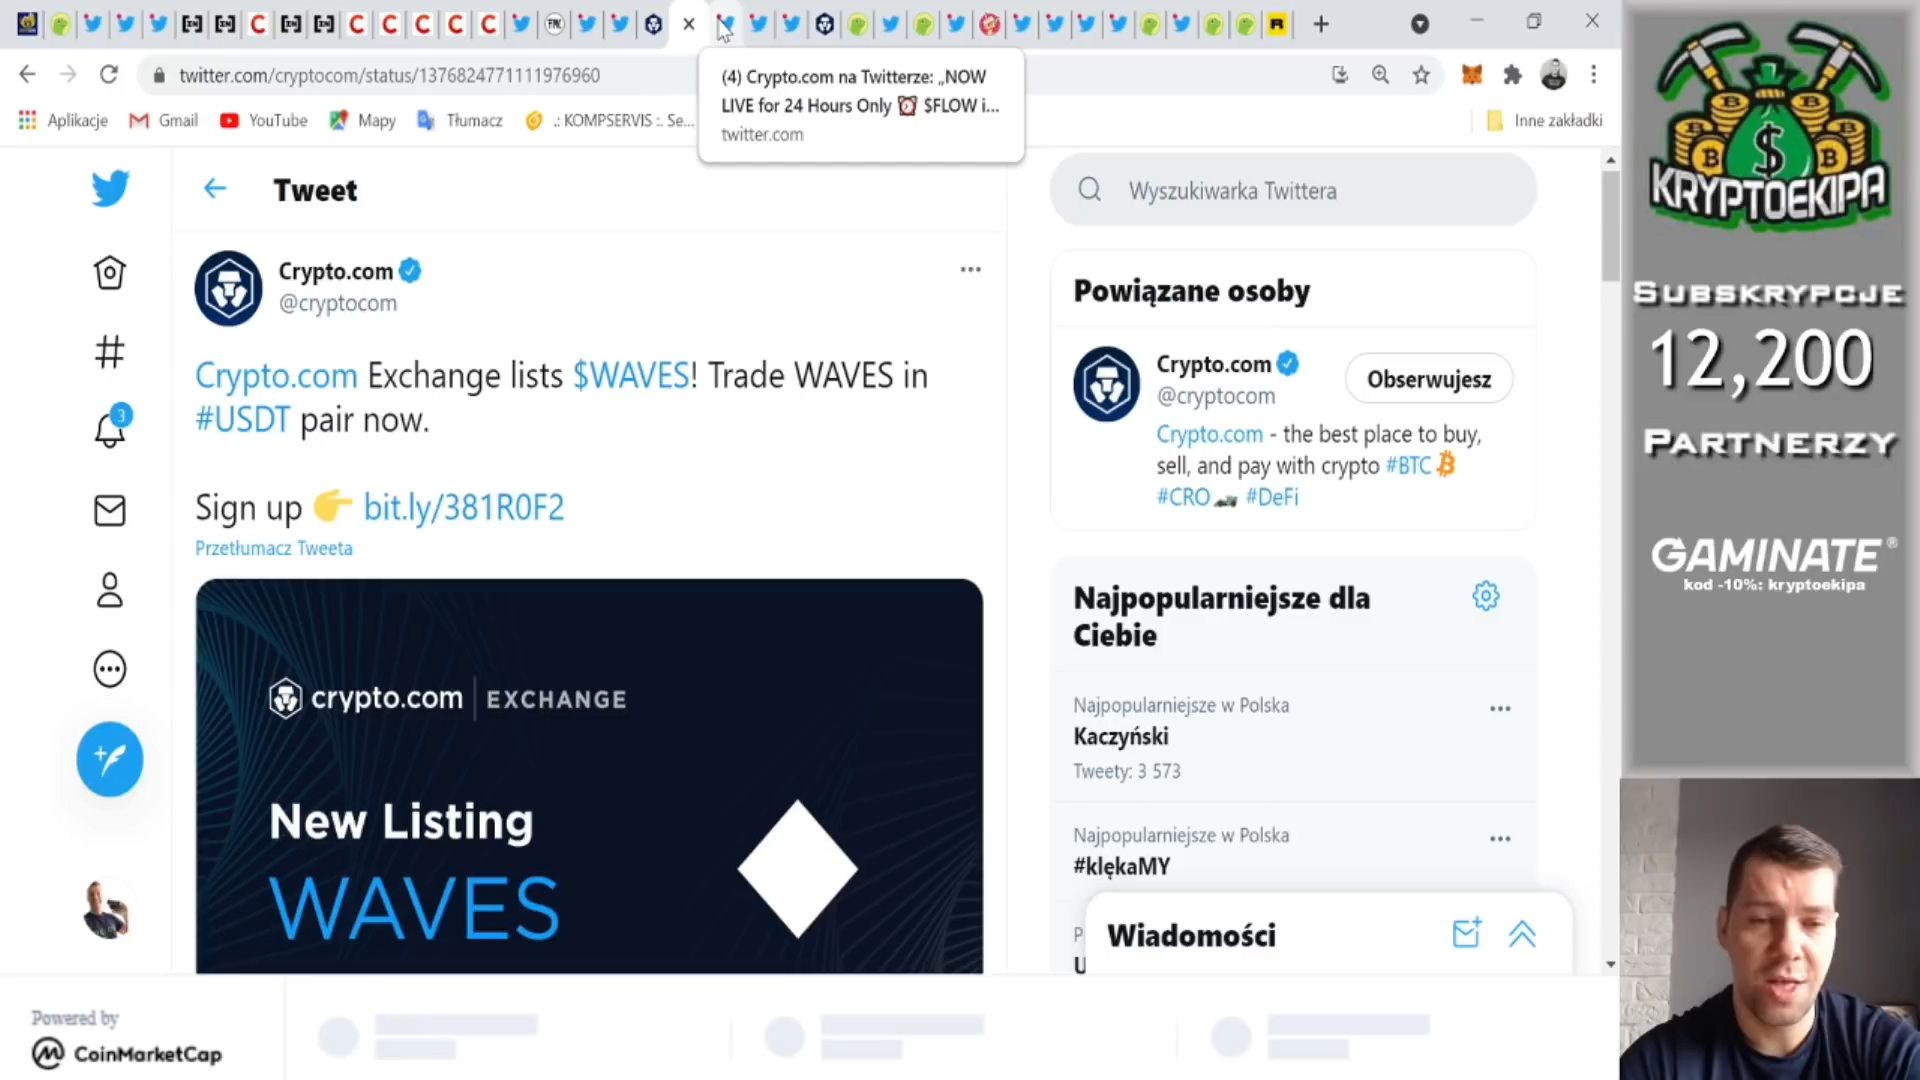 twitter.com/cryptocom/status/1376824771111976960
(4) Crypto.com na Twitterze: „NOW
LIVE for 24 Hours Only ⏰ $FLOW i...
twitter.com
Aplikacje
Gmail
YouTube
Mapy
Tłumacz
.: KOMPSERVIS :. Se...
Inne zakładki
Tweet
Wyszukiwarka Twittera
Crypto.com
@cryptocom
Crypto.com Exchange lists $WAVES! Trade WAVES in
#USDT pair now.
Sign up 👉 bit.ly/381R0F2
Przetłumacz Tweeta
crypto.com | EXCHANGE
New Listing
WAVES
3
Powiązane osoby
Crypto.com
@cryptocom
Obserwujesz
Crypto.com - the best place to buy,
sell, and pay with crypto #BTC
#CRO #DeFi
Najpopularniejsze dla
Ciebie
Najpopularniejsze w Polska
Kaczyński
Tweety: 3 573
Najpopularniejsze w Polska
#klękaMY
Wiadomości
Powered by
CoinMarketCap
KRYPTOEKIPA
SUBSKRYPCJE
12,200
PARTNERZY
GAMINATE®
kod -10%: kryptoekipa